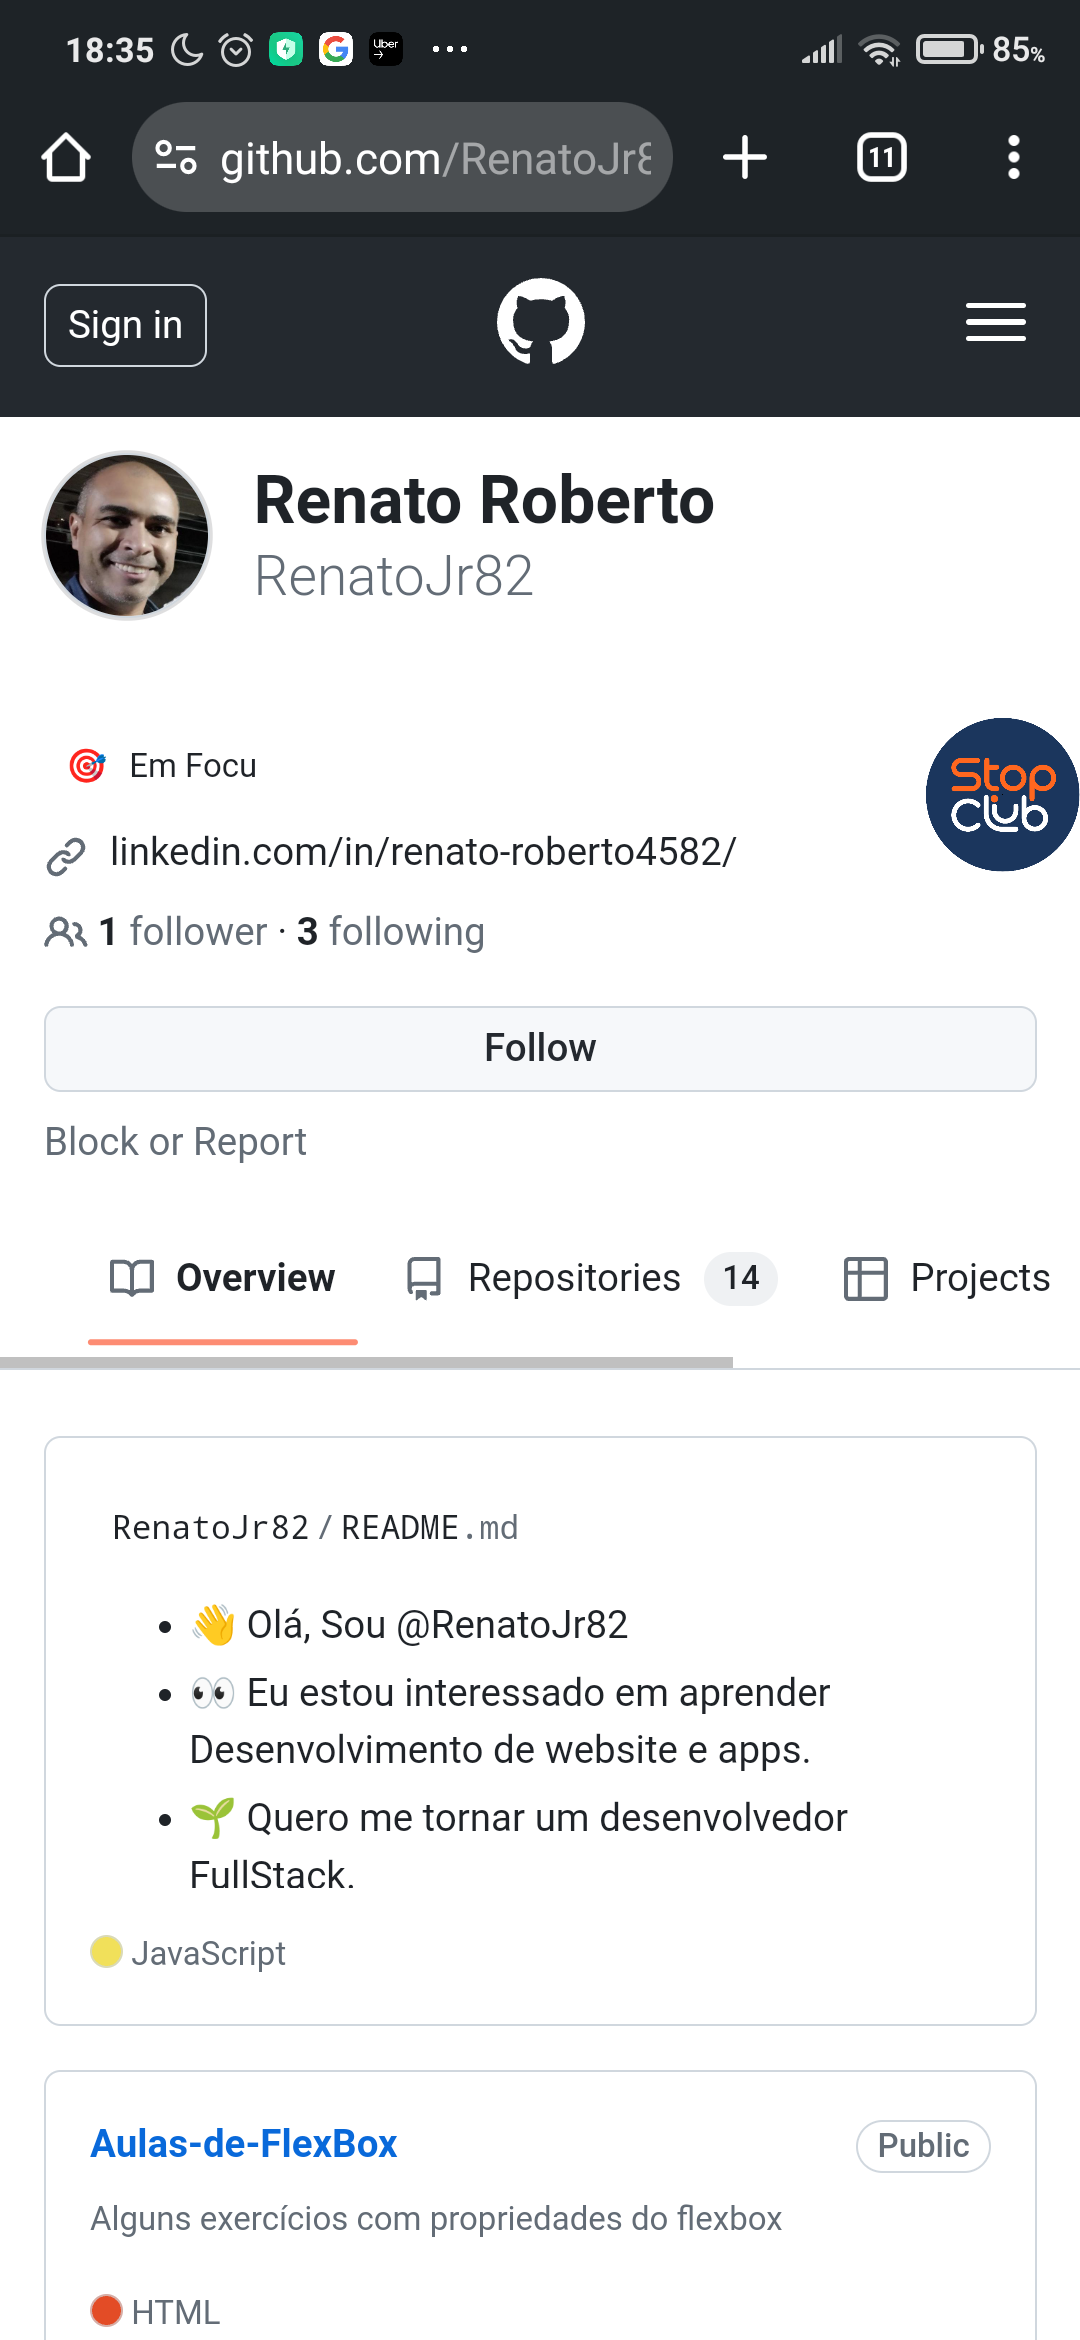 18:35
Uber
85%
github.com/RenatoJr8
11
Sign in
Renato Roberto
RenatoJr82
Em Focu
Stop
Club
linkedin.com/in/renato-roberto4582/
1 follower · 3 following
Follow
Block or Report
Overview
Repositories 14
Projects
RenatoJr82/README.md
• 👋 Olá, Sou @RenatoJr82
• 👀 Eu estou interessado em aprender
Desenvolvimento de website e apps.
• 🌱 Quero me tornar um desenvolvedor
FullStack.
JavaScript
Aulas-de-FlexBox
Public
Alguns exercícios com propriedades do flexbox
HTML